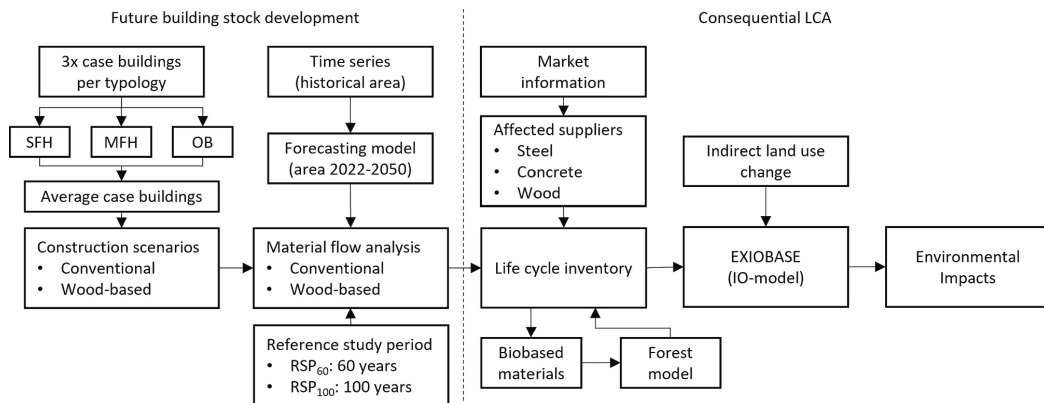 Future building stock development
Consequential LCA
3x case buildings
per typology
SFH
MFH
OB
Average case buildings
Construction scenarios
• Conventional
• Wood-based
Time series
(historical area)
Forecasting model
(area 2022-2050)
Material flow analysis
• Conventional
• Wood-based
Reference study period
• RSP₆₀: 60 years
• RSP₁₀₀: 100 years
Market
information
Affected suppliers
• Steel
• Concrete
• Wood
Life cycle inventory
Biobased
materials
Forest
model
Indirect land use
change
EXIOBASE
(IO-model)
Environmental
Impacts